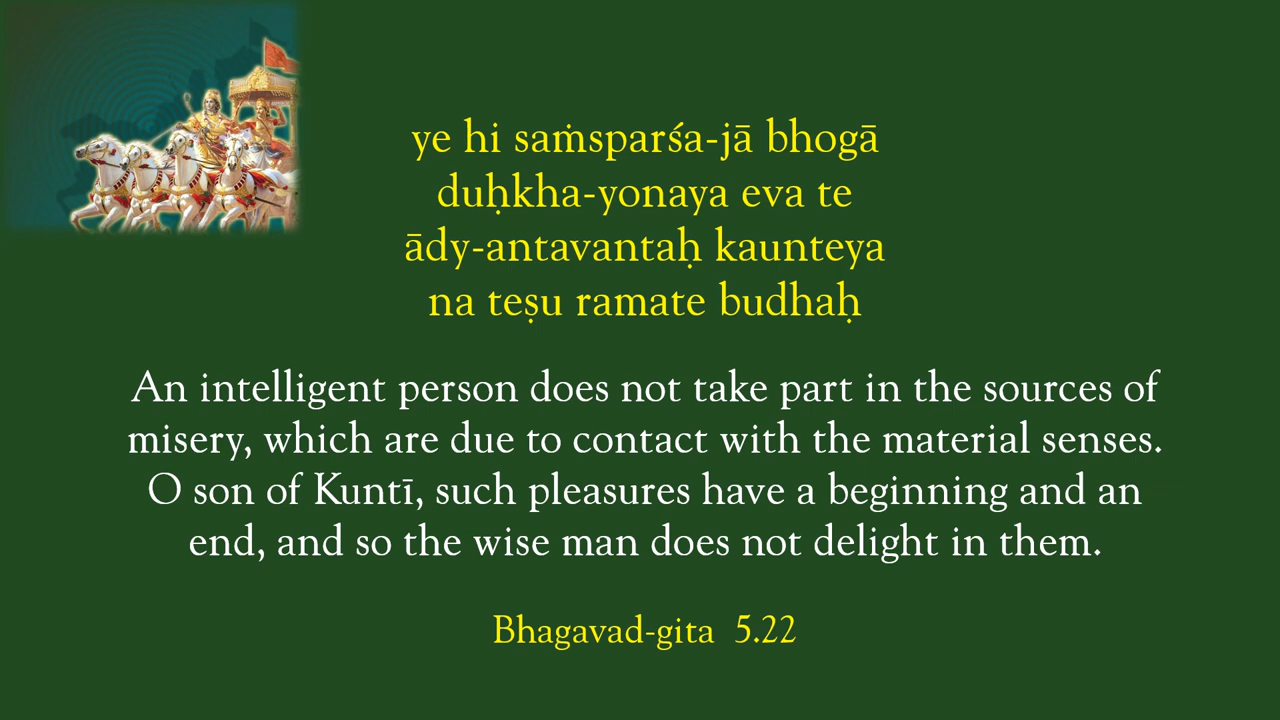 ye hi saṁsparśa-jā bhogā
duḥkha-yonaya eva te
ādy-antavantaḥ kaunteya
na teṣu ramate budhaḥ
An intelligent person does not take part in the sources of
misery, which are due to contact with the material senses.
O son of Kuntī, such pleasures have a beginning and an
end, and so the wise man does not delight in them.
Bhagavad-gita 5.22